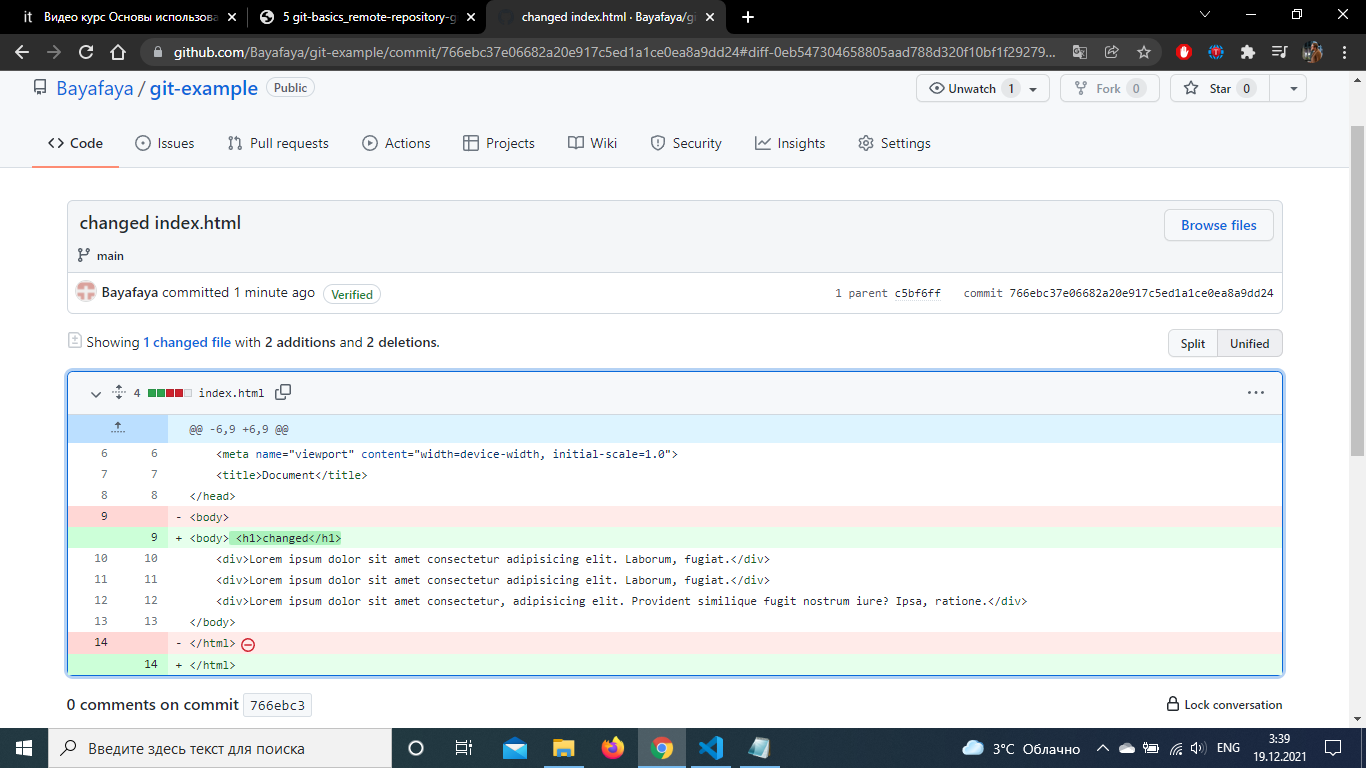 it Видео курс Основы использова
5 git-basics_remote-repository-g
changed index.html · Bayafaya/gi
github.com/Bayafaya/git-example/commit/766ebc37e06682a20e917c5ed1a1ce0ea8a9dd24#diff-0eb547304658805aad788d320f10bf1f29279...
Bayafaya / git-example Public
Unwatch 1
Fork 0
Star 0
Code
Issues
Pull requests
Actions
Projects
Wiki
Security
Insights
Settings
changed index.html
Browse files
main
Bayafaya committed 1 minute ago Verified
1 parent c5bf6ff commit 766ebc37e06682a20e917c5ed1a1ce0ea8a9dd24
Showing 1 changed file with 2 additions and 2 deletions.
Split Unified
4 index.html
@@ -6,9 +6,9 @@
6 6 <meta name="viewport" content="width=device-width, initial-scale=1.0">
7 7 <title>Document</title>
8 8 </head>
9 - <body>
9 + <body> <h1>changed</h1>
10 10 <div>Lorem ipsum dolor sit amet consectetur adipisicing elit. Laborum, fugiat.</div>
11 11 <div>Lorem ipsum dolor sit amet consectetur adipisicing elit. Laborum, fugiat.</div>
12 12 <div>Lorem ipsum dolor sit amet consectetur, adipisicing elit. Provident similique fugit nostrum iure? Ipsa, ratione.</div>
13 13 </body>
14 - </html>
14 + </html>
0 comments on commit 766ebc3
Lock conversation
Введите здесь текст для поиска
3°C Облачно
ENG
3:39
19.12.2021